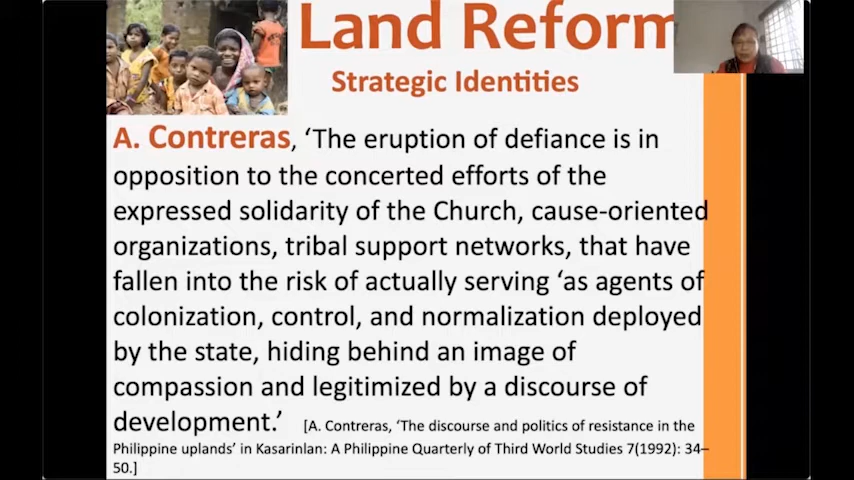 Land Reform
Strategic Identities
A. Contreras, ‘The eruption of defiance is in
opposition to the concerted efforts of the
expressed solidarity of the Church, cause-oriented
organizations, tribal support networks, that have
fallen into the risk of actually serving ‘as agents of
colonization, control, and normalization deployed
by the state, hiding behind an image of
compassion and legitimized by a discourse of
development.’ [A. Contreras, ‘The discourse and politics of resistance in the
Philippine uplands’ in Kasarinlan: A Philippine Quarterly of Third World Studies 7(1992): 34–
50.]